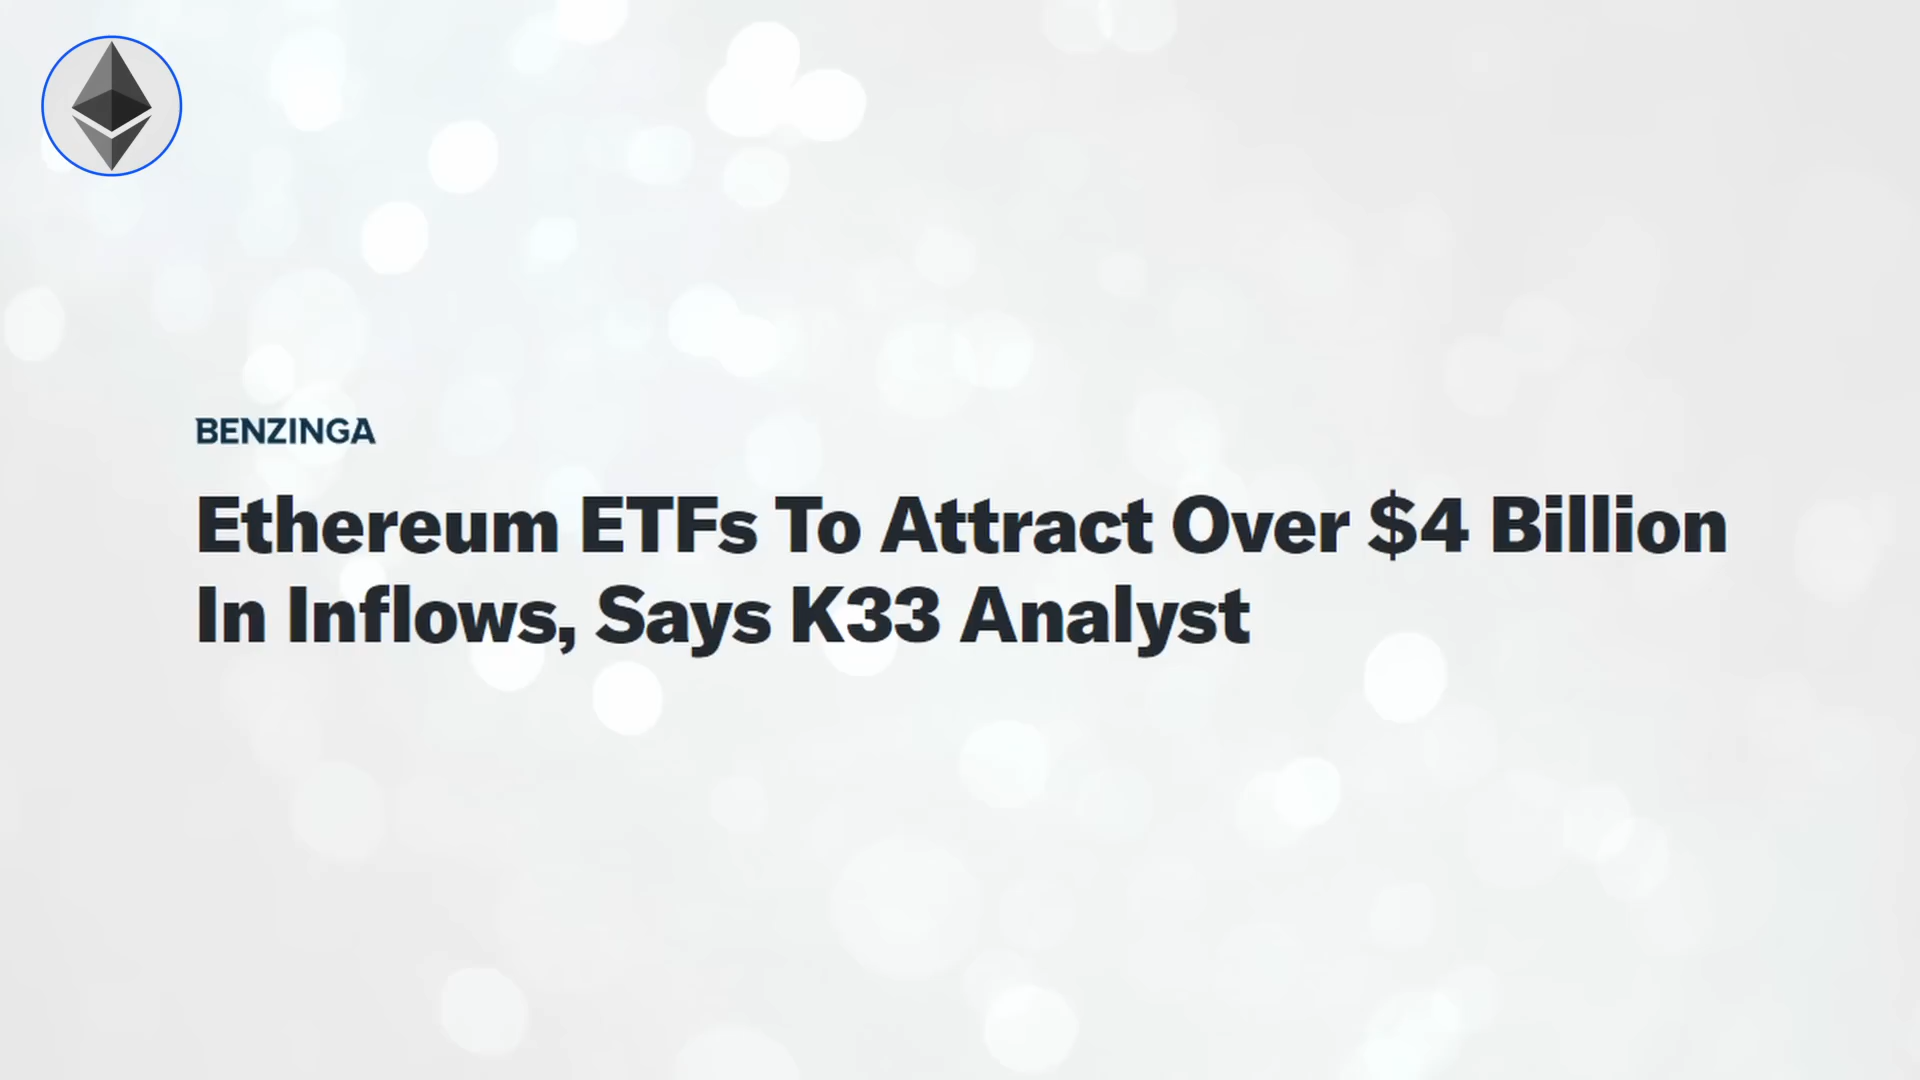 BENZINGA
Ethereum ETFs To Attract Over $4 Billion
In Inflows, Says K33 Analyst